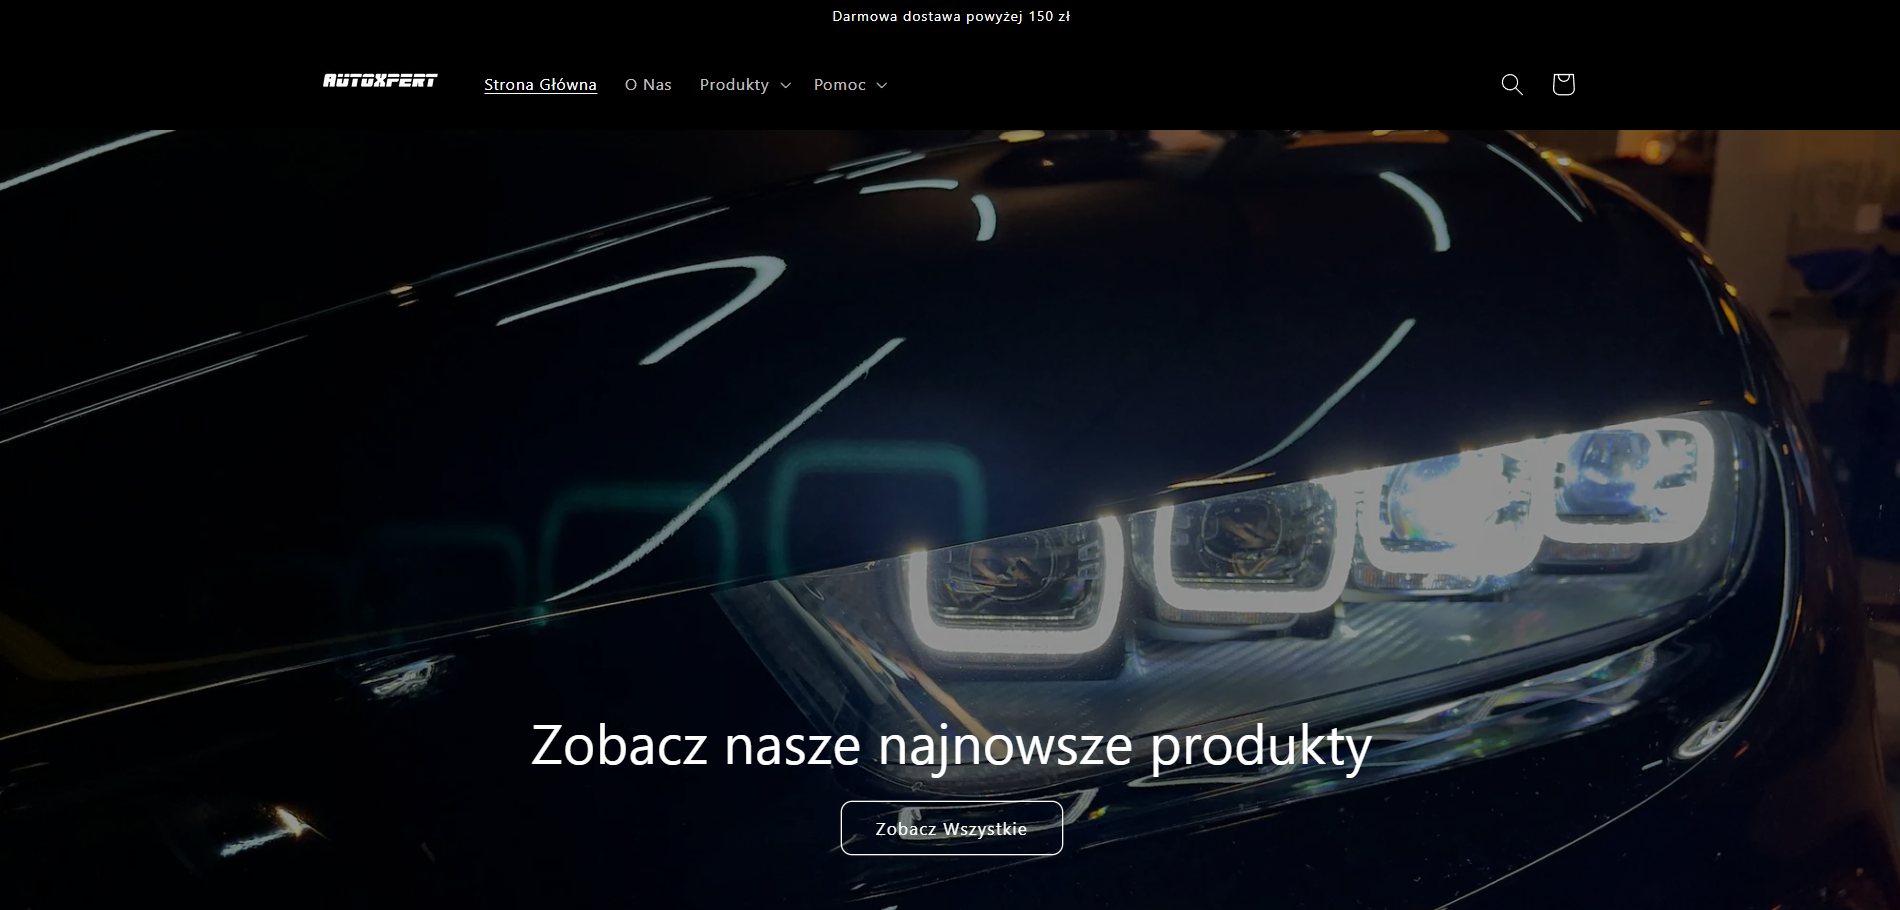 Darmowa dostawa powyżej 150 zł
AUTOXPERT
Strona Główna
O Nas
Produkty
Pomoc
Zobacz nasze najnowsze produkty
Zobacz Wszystkie